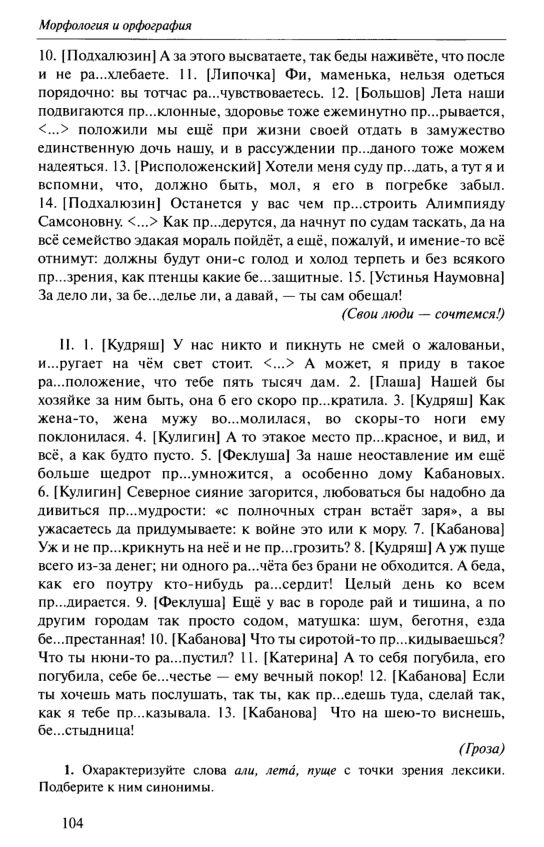 Морфология и орфография
10. [Подхалюзин] А за этого высватаете, так беды наживёте, что после
и не ра...хлебаете. 11. [Липочка] Фи, маменька, нельзя одеться
порядочно: вы тотчас ра...чувствоваетесь. 12. [Большов] Лета наши
подвигаются пр...клонные, здоровье тоже ежеминутно пр...рывается,
<...> положили мы ещё при жизни своей отдать в замужество
единственную дочь нашу, и в рассуждении пр...даного тоже можем
надеяться. 13. [Рисположенский] Хотели меня суду пр...дать, а тут я и
вспомни, что, должно быть, мол, я его в погребке забыл.
14. [Подхалюзин] Останется у вас чем пр...строить Алимпияду
Самсоновну. <...> Как пр...дерутся, да начнут по судам таскать, да на
всё семейство эдакая мораль пойдёт, а ещё, пожалуй, и имение-то всё
отнимут: должны будут они-с голод и холод терпеть и без всякого
пр...зрения, как птенцы какие бе...защитные. 15. [Устинья Наумовна]
За дело ли, за бе...делье ли, а давай, — ты сам обещал!
(Свои люди — сочтемся!)
II. 1. [Кудряш] У нас никто и пикнуть не смей о жалованьи,
и...ругает на чём свет стоит. <...> А может, я приду в такое
ра...положение, что тебе пять тысяч дам. 2. [Глаша] Нашей бы
хозяйке за ним быть, она б его скоро пр...кратила. 3. [Кудряш] Как
жена-то, жена мужу во...молилася, во скоры-то ноги ему
поклонилася. 4. [Кулигин] А то этакое место пр...красное, и вид, и
всё, а как будто пусто. 5. [Феклуша] За наше неоставление им ещё
больше щедрот пр...умножится, а особенно дому Кабановых.
6. [Кулигин] Северное сияние загорится, любоваться бы надобно да
дивиться пр...мудрости: «с полночных стран встаёт заря», а вы
ужасаетесь да придумываете: к войне это или к мору. 7. [Кабанова]
Уж и не пр...крикнуть на неё и не пр...грозить? 8. [Кудряш] А уж пуще
всего из-за денег; ни одного ра...чёта без брани не обходится. А беда,
как его поутру кто-нибудь ра...сердит! Целый день ко всем
пр...дирается. 9. [Феклуша] Ещё у вас в городе рай и тишина, а по
другим городам так просто содом, матушка: шум, беготня, езда
бе...престанная! 10. [Кабанова] Что ты сиротой-то пр...кидываешься?
Что ты нюни-то ра...пустил? 11. [Катерина] А то себя погубила, его
погубила, себе бе...честье — ему вечный покор! 12. [Кабанова] Если
ты хочешь мать послушать, так ты, как пр...едешь туда, сделай так,
как я тебе пр...казывала. 13. [Кабанова] Что на шею-то виснешь,
бе...стыдница!
(Гроза)
1. Охарактеризуйте слова али, лета́, пуще с точки зрения лексики.
Подберите к ним синонимы.
104